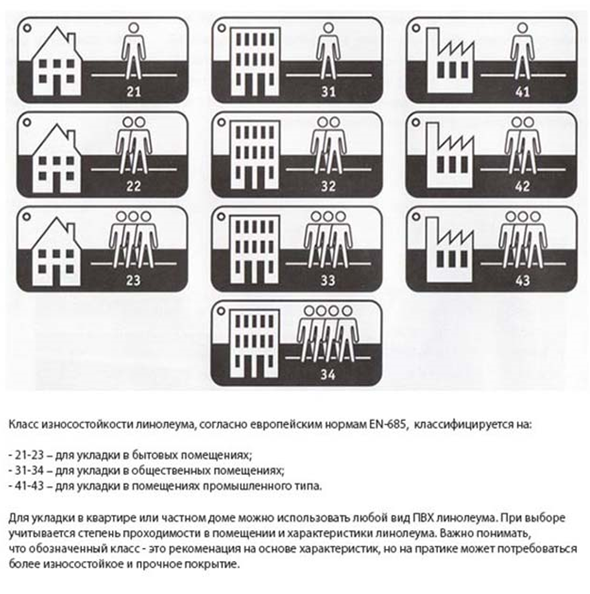 21
31
41
22
32
42
23
33
43
34
Класс износостойкости линолеума, согласно европейским нормам EN-685, классифицируется на:
- 21-23 – для укладки в бытовых помещениях;
- 31-34 – для укладки в общественных помещениях;
- 41-43 – для укладки в помещениях промышленного типа.
Для укладки в квартире или частном доме можно использовать любой вид ПВХ линолеума. При выборе
учитывается степень проходимости в помещении и характеристики линолеума. Важно понимать,
что обозначенный класс - это рекоменация на основе характеристик, но на пратике может потребоваться
более износостойкое и прочное покрытие.